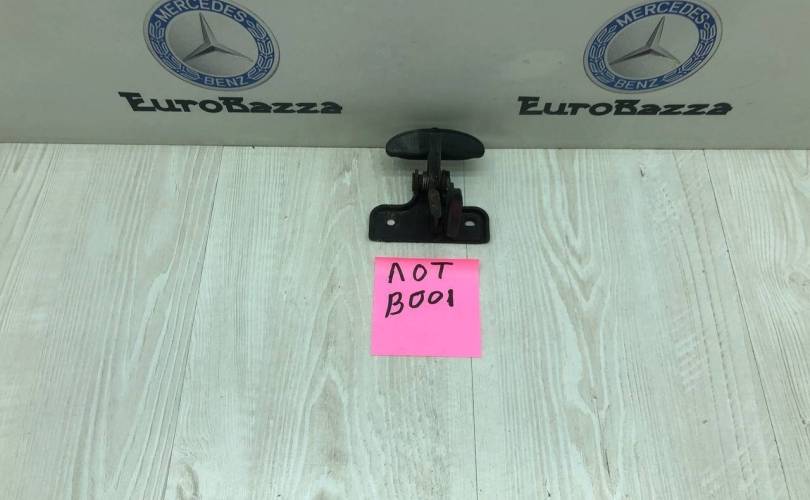 MERCEDES
BENZ
EUROBAZZA
MERCEDES
BENZ
EUROBAZZA
ЛОТ
B001